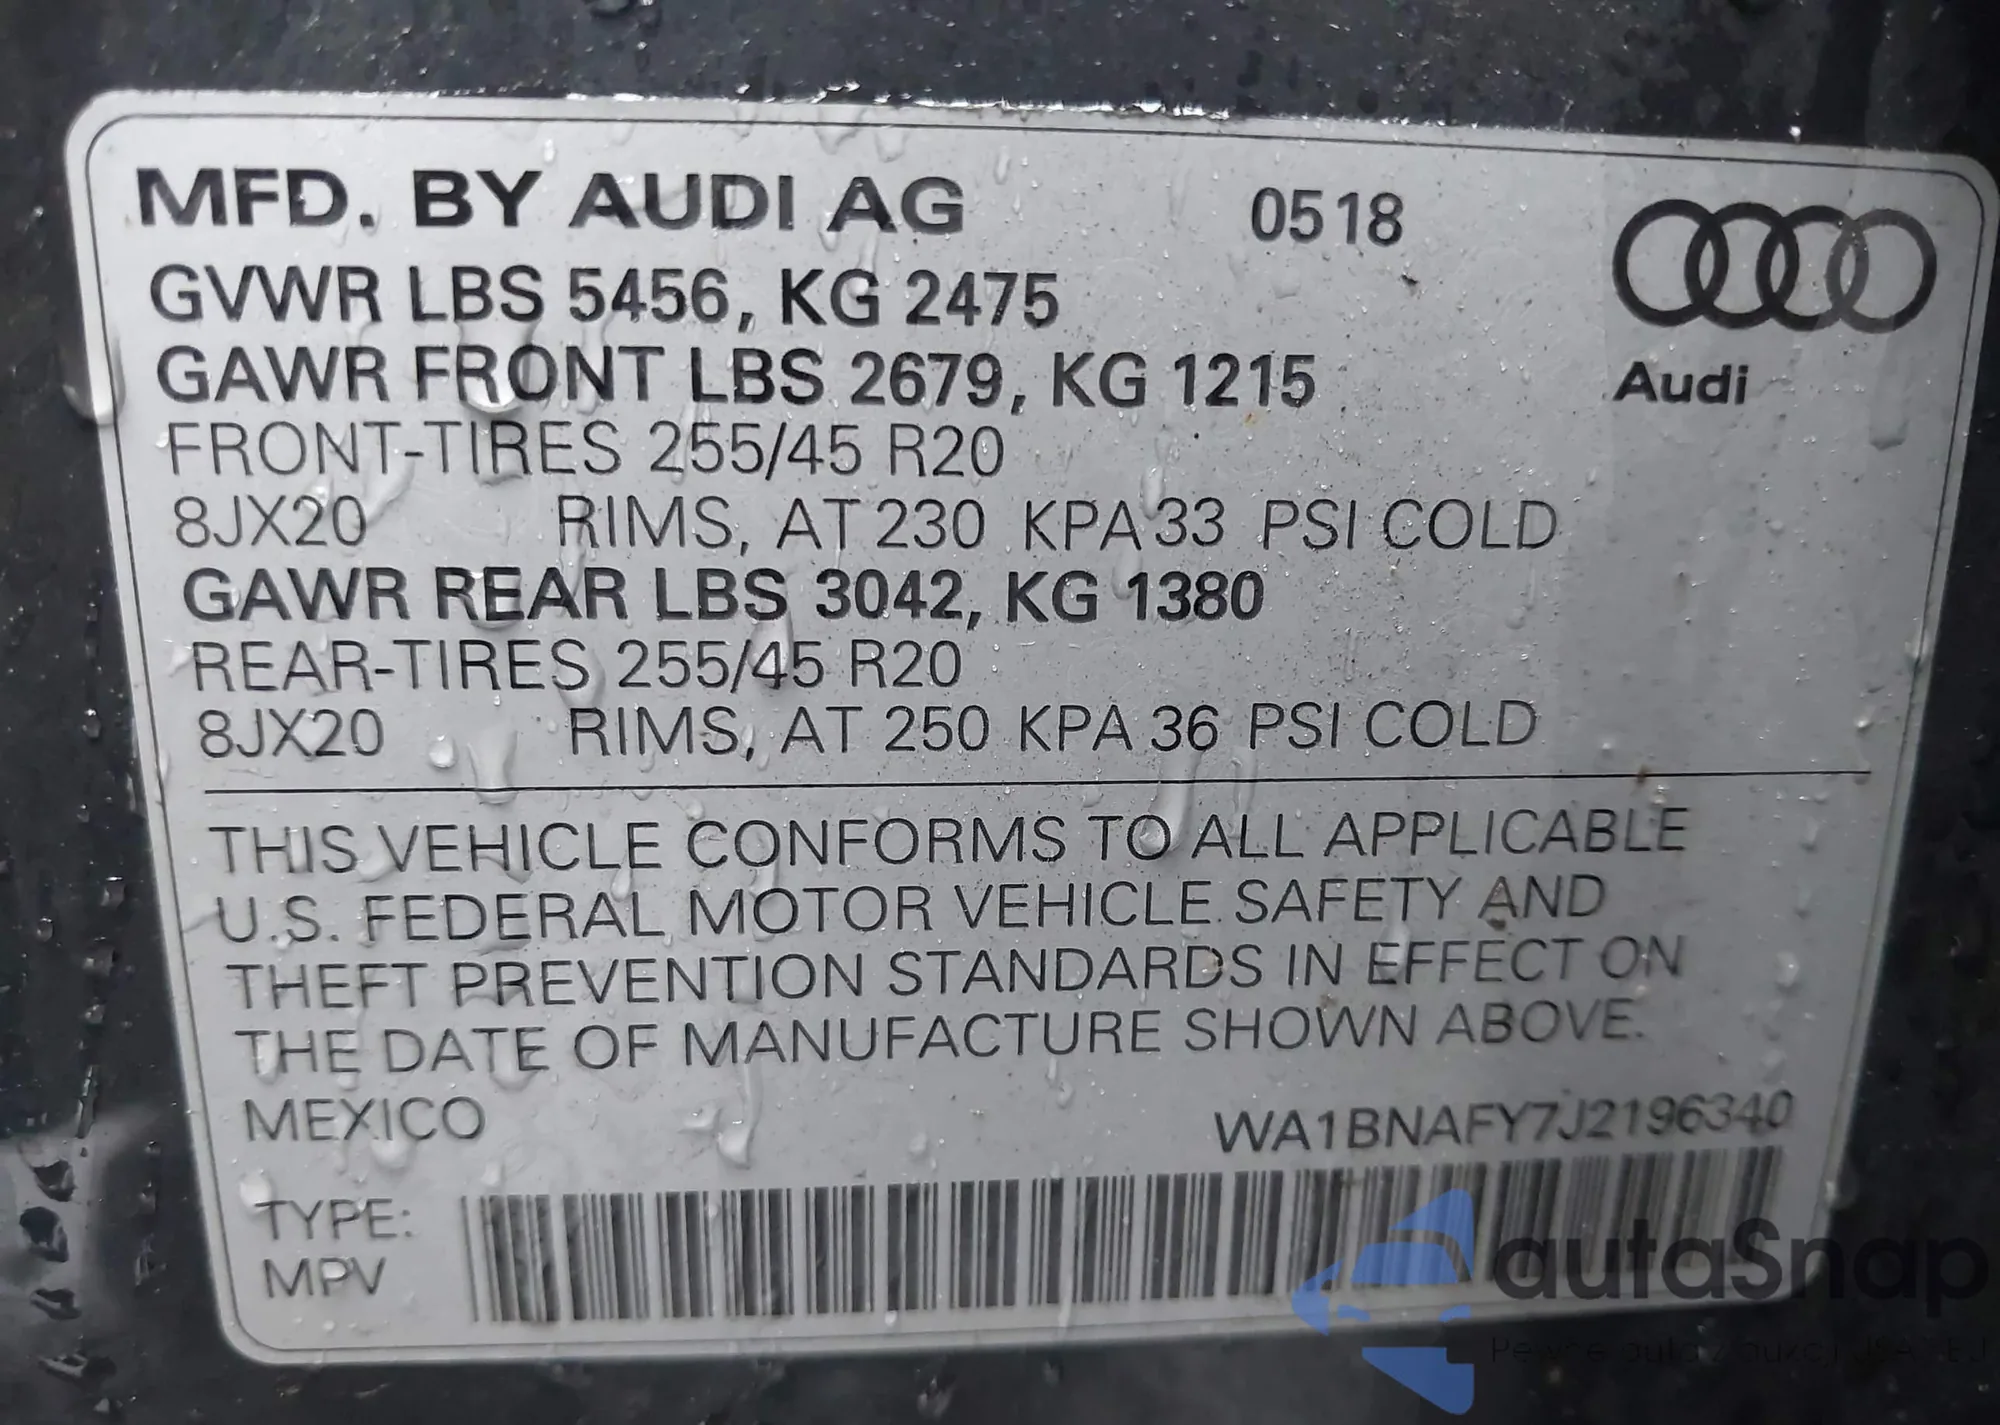 MFD. BY AUDI AG 0518
GVWR LBS 5456, KG 2475
GAWR FRONT LBS 2679, KG 1215
Audi
FRONT-TIRES 255/45 R20
8JX20 RIMS, AT 230 KPA 33 PSI COLD
GAWR REAR LBS 3042, KG 1380
REAR-TIRES 255/45 R20
8JX20 RIMS, AT 250 KPA 36 PSI COLD
THIS VEHICLE CONFORMS TO ALL APPLICABLE
U.S. FEDERAL MOTOR VEHICLE SAFETY AND
THEFT PREVENTION STANDARDS IN EFFECT ON
THE DATE OF MANUFACTURE SHOWN ABOVE.
MEXICO WA1BNAFY7J2196340
TYPE:
MPV
autaSnap
auta z aukcji